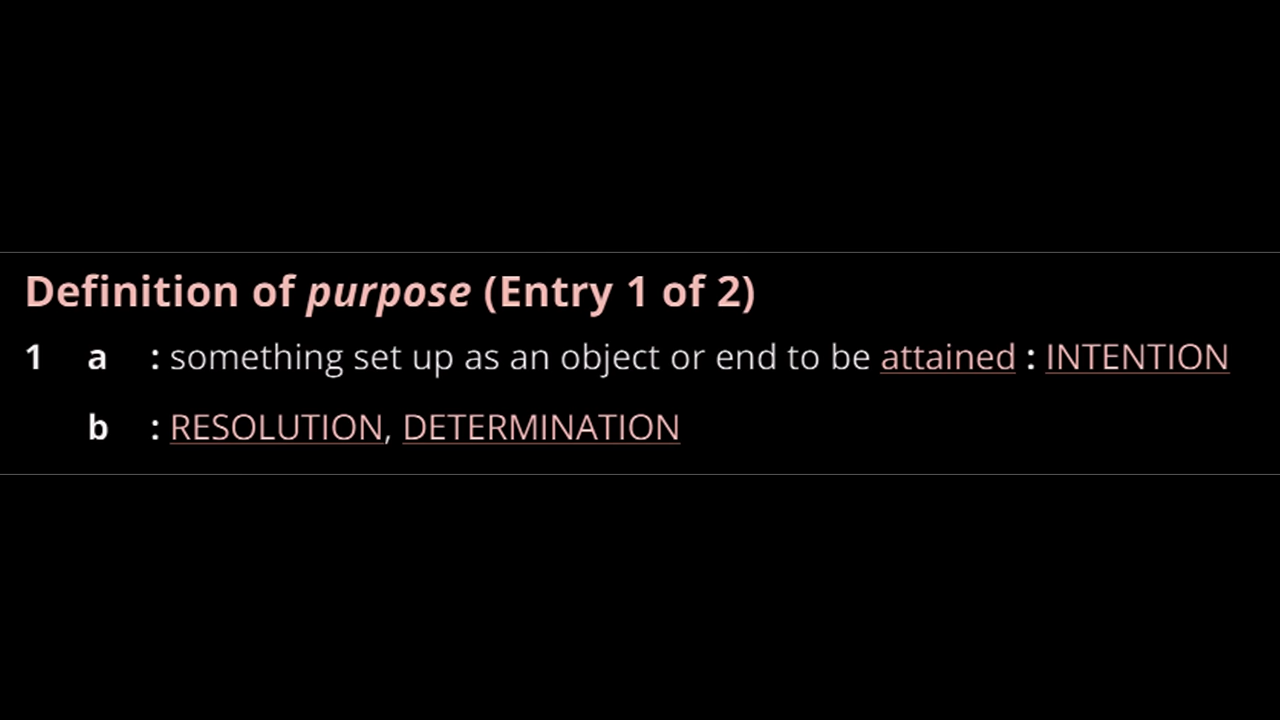 Definition of purpose (Entry 1 of 2)
1 a : something set up as an object or end to be attained : INTENTION
b : RESOLUTION, DETERMINATION